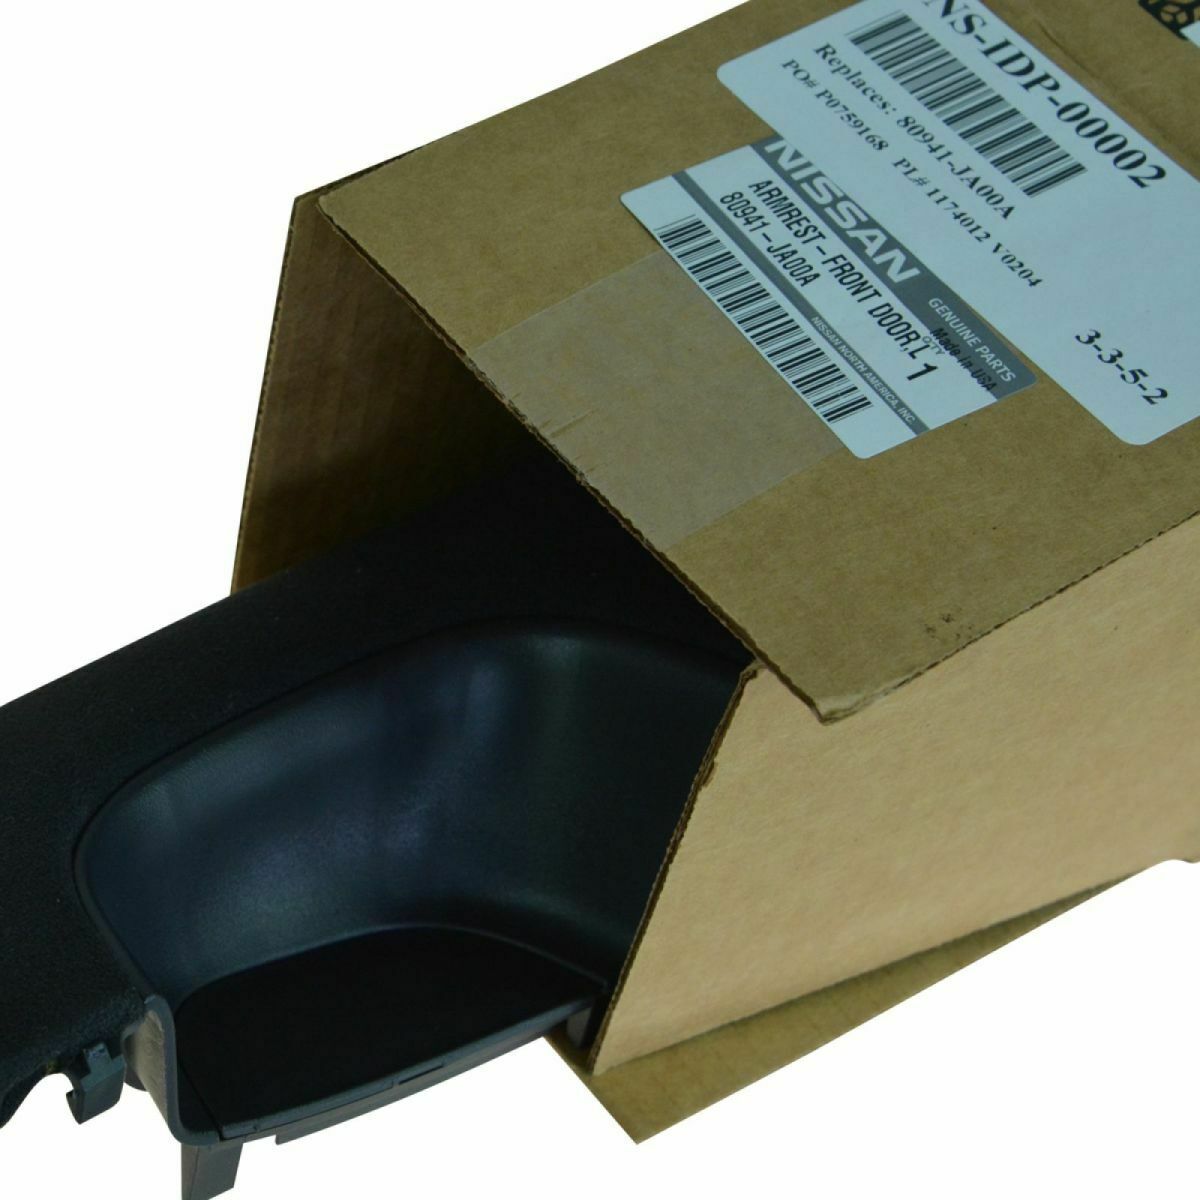 NS-IDP-00002
Replaces: 80941-JA00A
PO# P0759168 PL# 1174012 V0204
3-3-5-2
NISSAN GENUINE PARTS
ARMREST-FRONT DOOR,L Made in USA
80941-JA00A Q'TY 1
NISSAN NORTH AMERICA, INC.